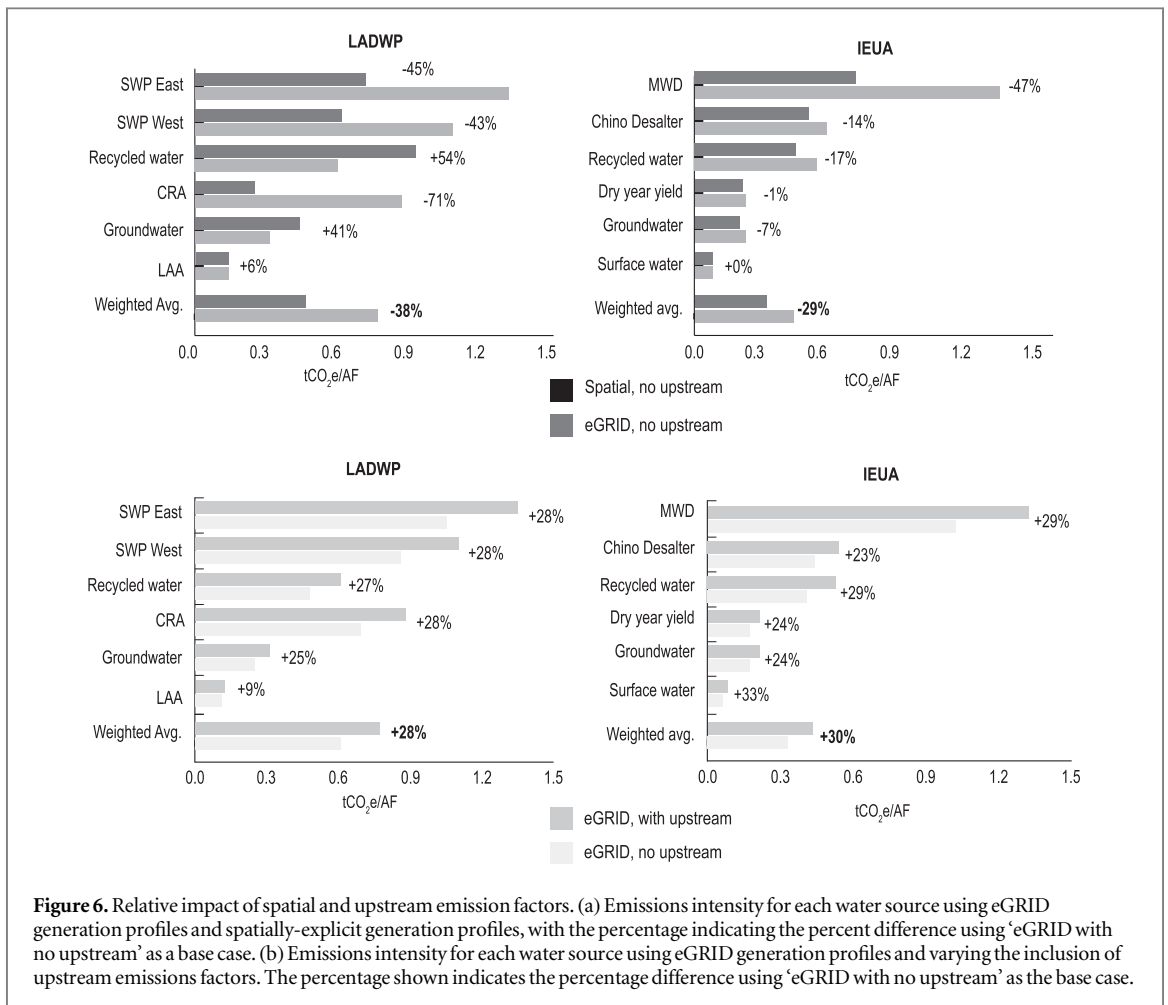 LADWP
SWP East
-45%
SWP West
-43%
Recycled water
+54%
CRA
-71%
Groundwater
+41%
LAA
+6%
Weighted Avg.
-38%
0.0 0.3 0.6 0.9 1.2 1.5
tCO2e/AF
IEUA
MWD
-47%
Chino Desalter
-14%
Recycled water
-17%
Dry year yield
-1%
Groundwater
-7%
Surface water
+0%
Weighted avg.
-29%
0.0 0.3 0.6 0.9 1.2 1.5
tCO2e/AF
Spatial, no upstream
eGRID, no upstream
LADWP
SWP East
+28%
SWP West
+28%
Recycled water
+27%
CRA
+28%
Groundwater
+25%
LAA
+9%
Weighted Avg.
+28%
0.0 0.3 0.6 0.9 1.2 1.5
tCO2e/AF
IEUA
MWD
+29%
Chino Desalter
+23%
Recycled water
+29%
Dry year yield
+24%
Groundwater
+24%
Surface water
+33%
Weighted avg.
+30%
0.0 0.3 0.6 0.9 1.2 1.5
tCO2e/AF
eGRID, with upstream
eGRID, no upstream
Figure 6. Relative impact of spatial and upstream emission factors. (a) Emissions intensity for each water source using eGRID
generation profiles and spatially-explicit generation profiles, with the percentage indicating the percent difference using ‘eGRID with
no upstream’ as a base case. (b) Emissions intensity for each water source using eGRID generation profiles and varying the inclusion of
upstream emissions factors. The percentage shown indicates the percentage difference using ‘eGRID with no upstream’ as the base case.